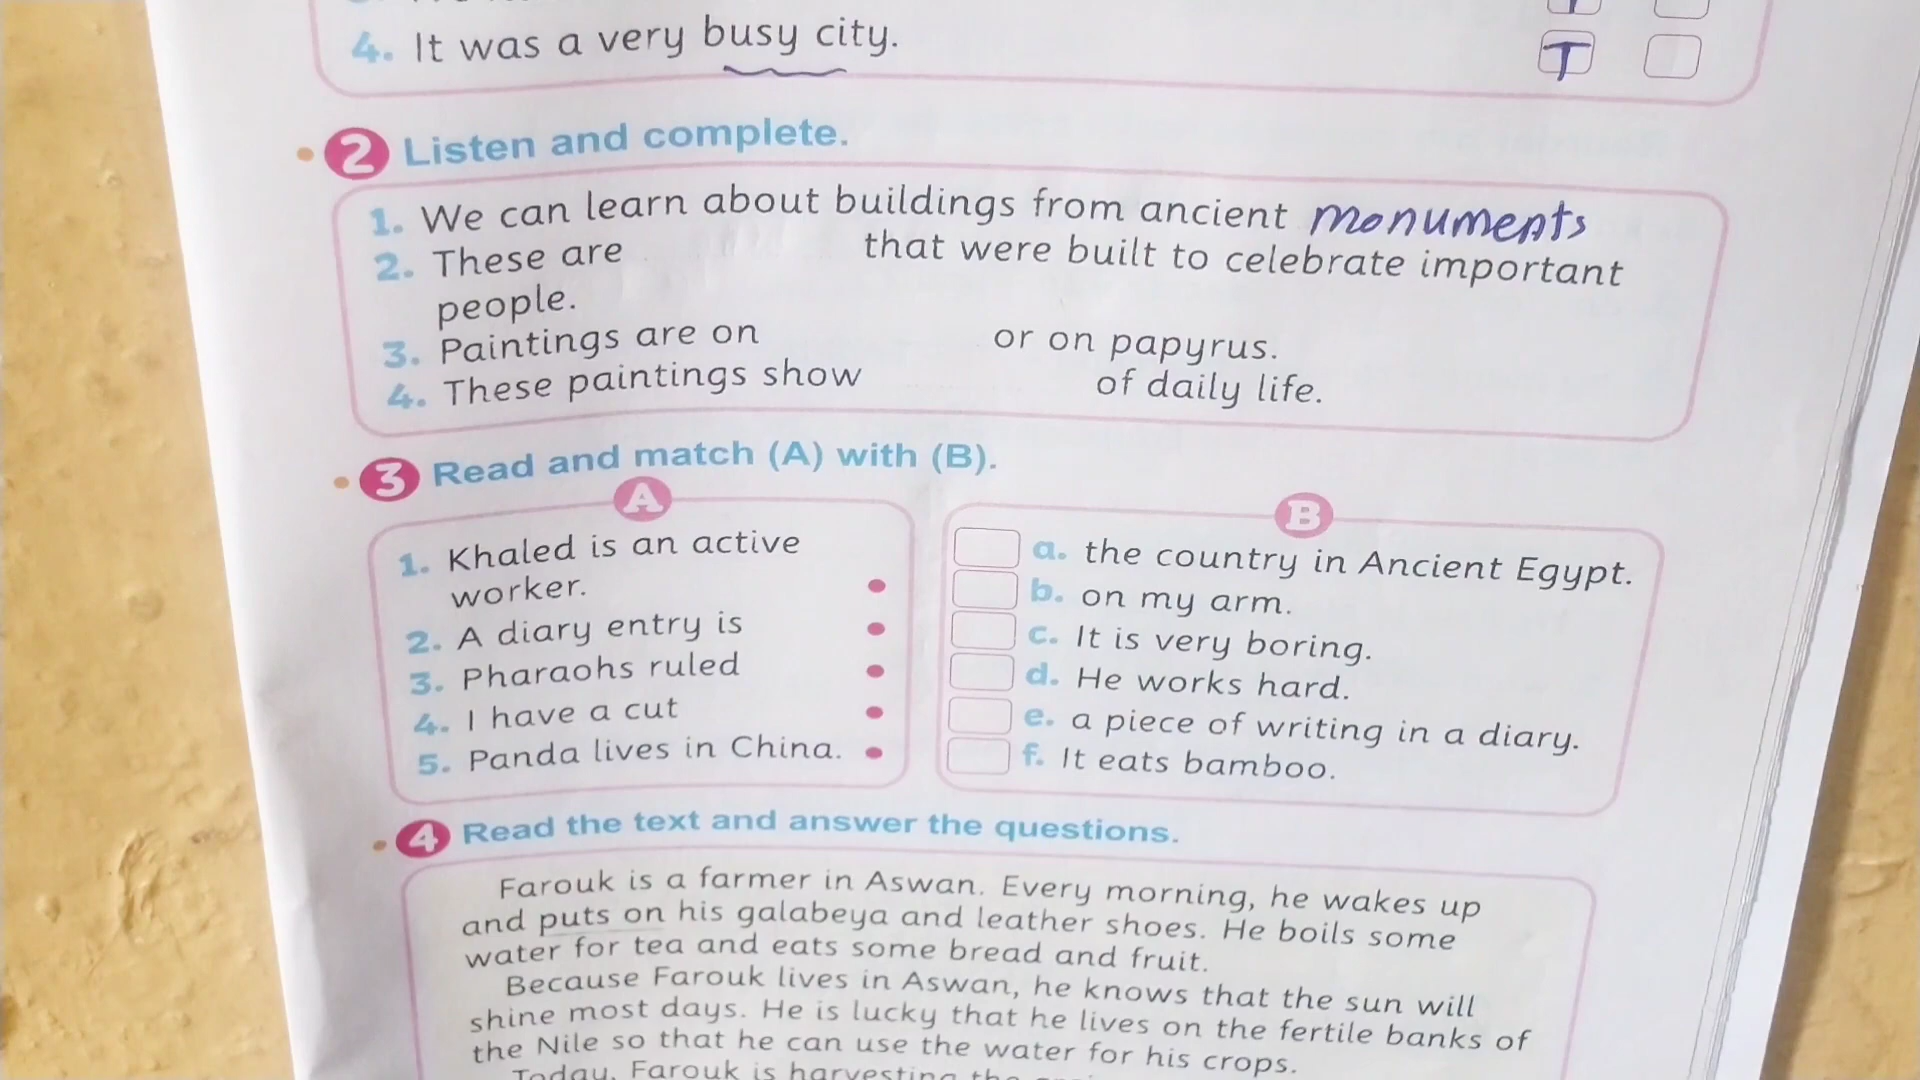 4. It was a very busy city.
T
2 Listen and complete.
1. We can learn about buildings from ancient monuments
2. These are that were built to celebrate important
people.
3. Paintings are on or on papyrus.
4. These paintings show of daily life.
3 Read and match (A) with (B).
A
1. Khaled is an active
worker.
2. A diary entry is
3. Pharaohs ruled
4. I have a cut
5. Panda lives in China.
B
a. the country in Ancient Egypt.
b. on my arm.
c. It is very boring.
d. He works hard.
e. a piece of writing in a diary.
f. It eats bamboo.
4 Read the text and answer the questions.
Farouk is a farmer in Aswan. Every morning, he wakes up
and puts on his galabeya and leather shoes. He boils some
water for tea and eats some bread and fruit.
Because Farouk lives in Aswan, he knows that the sun will
shine most days. He is lucky that he lives on the fertile banks of
the Nile so that he can use the water for his crops.
Today, Farouk is harvesting the